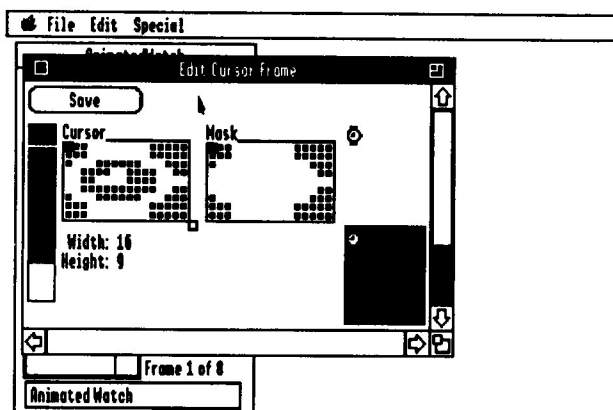 File Edit Special
AnimatedWatch
Edit Cursor Frame
Save
Cursor
Mask
Width: 16
Height: 9
Frame 1 of 8
Animated Watch